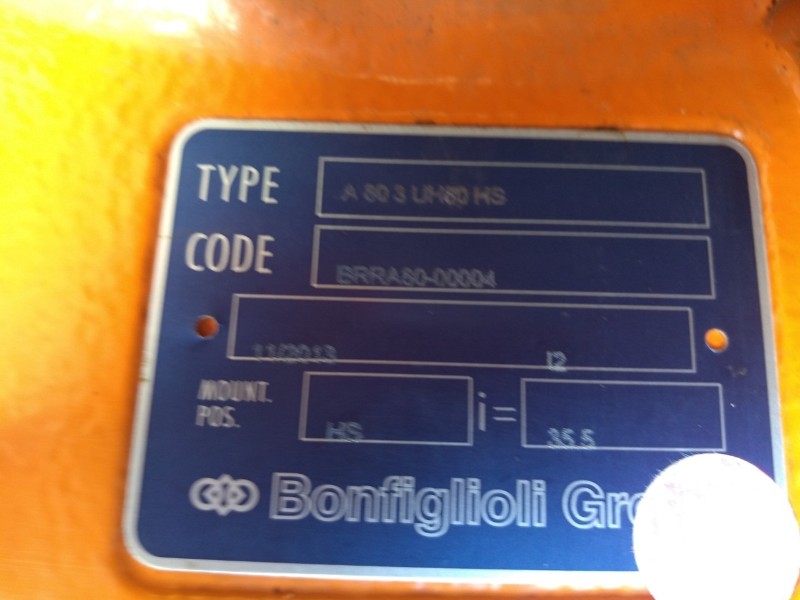 TYPE A 80 3 UH80 HS
CODE BRRA80-00004
11/2013 I2
MOUNT. POS. HS i= 35.5
Bonfiglioli